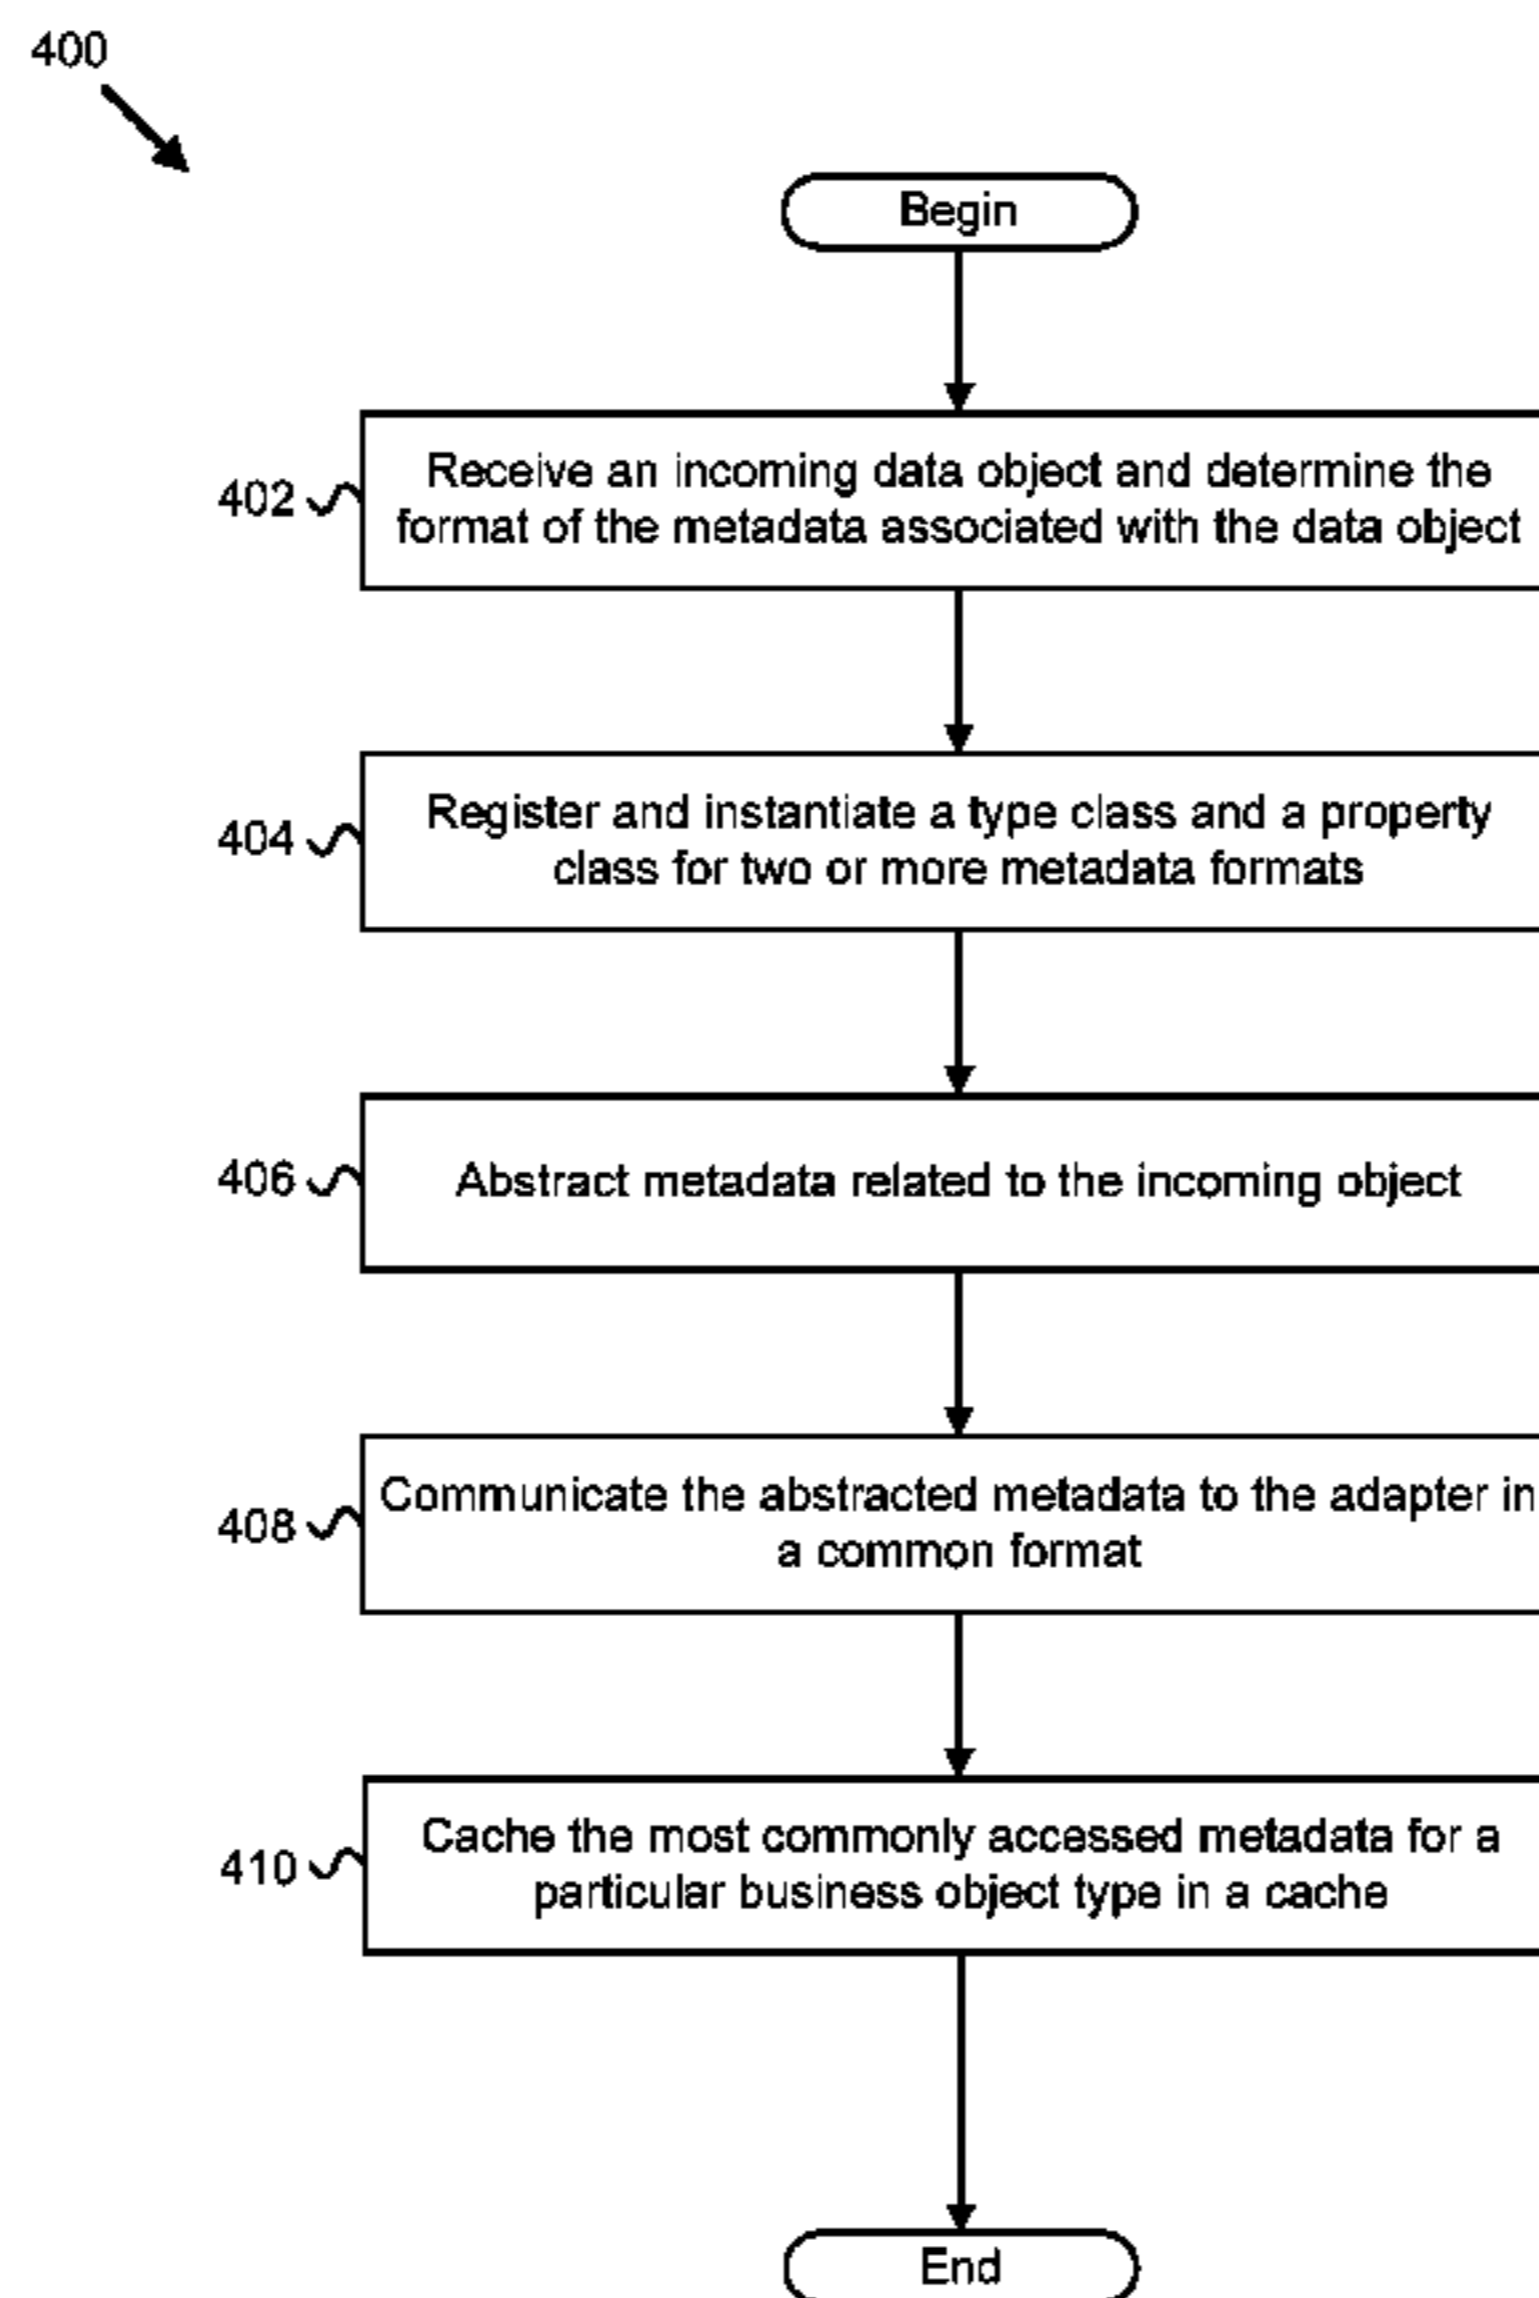 400
Begin
402
Receive an incoming data object and determine the
format of the metadata associated with the data object
404
Register and instantiate a type class and a property
class for two or more metadata formats
406
Abstract metadata related to the incoming object
408
Communicate the abstracted metadata to the adapter in
a common format
410
Cache the most commonly accessed metadata for a
particular business object type in a cache
End